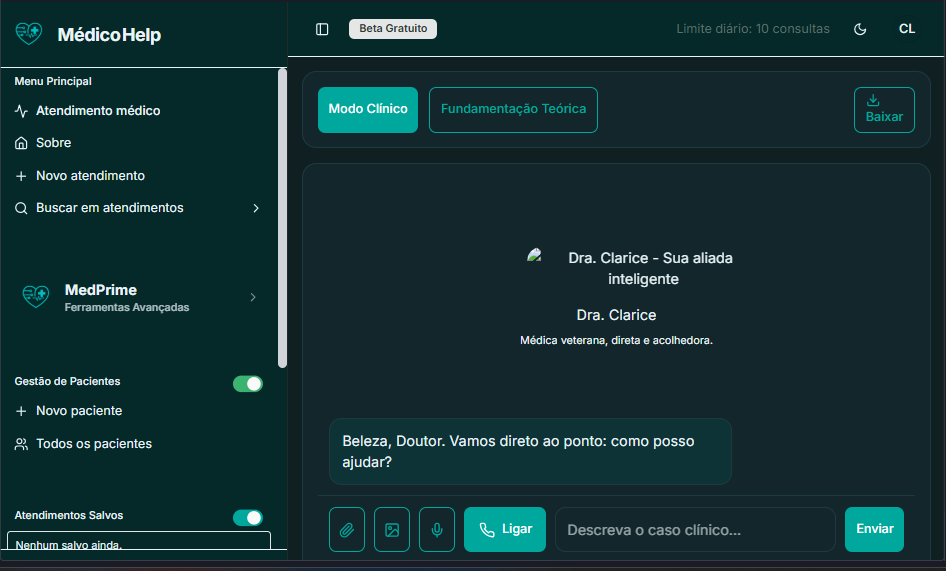 MédicoHelp
Beta Gratuito
Limite diário: 10 consultas
CL
Menu Principal
Atendimento médico
Sobre
Novo atendimento
Buscar em atendimentos
MedPrime
Ferramentas Avançadas
Gestão de Pacientes
Novo paciente
Todos os pacientes
Atendimentos Salvos
Nenhum salvo ainda.
Modo Clínico
Fundamentação Teórica
Baixar
Dra. Clarice - Sua aliada
inteligente
Dra. Clarice
Médica veterana, direta e acolhedora.
Beleza, Doutor. Vamos direto ao ponto: como posso
ajudar?
Ligar
Descreva o caso clínico...
Enviar